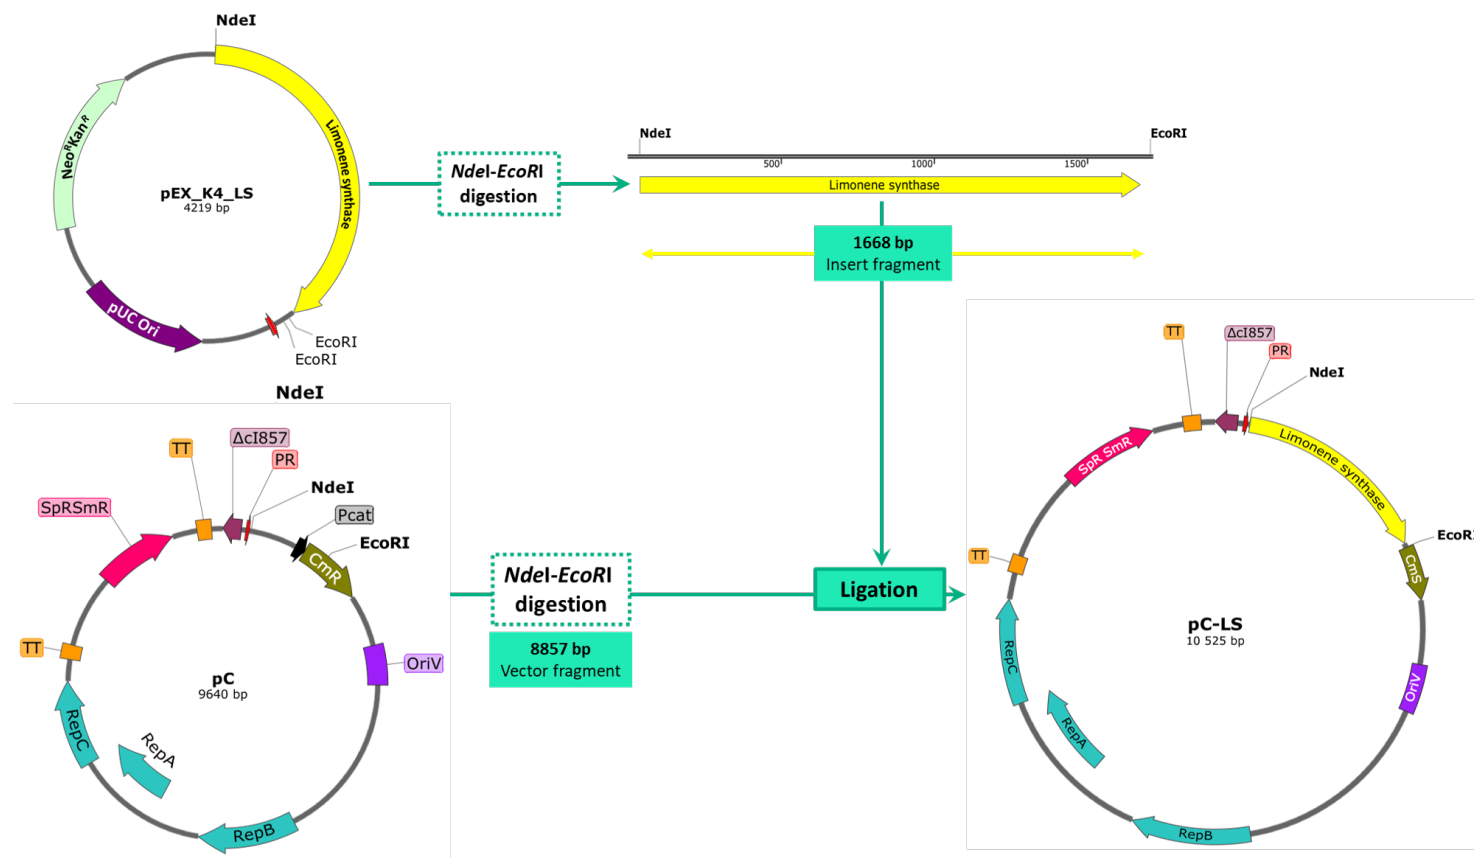 NdeI
Neo^R Kan^R
Limonene synthase
pEX_K4_LS
4219 bp
pUC Ori
EcoRI
EcoRI
NdeI-EcoRI
digestion
NdeI
EcoRI
500
1000
1500
Limonene synthase
1668 bp
Insert fragment
NdeI
TT
ΔcI857
PR
NdeI
Pcat
EcoRI
SpRSmR
CmR
TT
OriV
pC
9640 bp
RepC
RepA
RepB
NdeI-EcoRI
digestion
8857 bp
Vector fragment
Ligation
TT
ΔcI857
PR
NdeI
SpR SmR
Limonene synthase
EcoRI
CmS
TT
pC-LS
10 525 bp
RepC
OriV
RepA
RepB